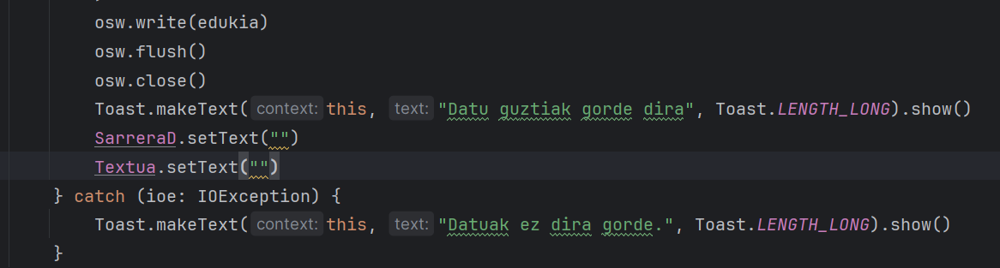 osw.write(edukia)
osw.flush()
osw.close()
Toast.makeText( context: this, text: "Datu guztiak gorde dira", Toast.LENGTH_LONG).show()
SarreraD.setText("")
Textua.setText("")
} catch (ioe: IOException) {
Toast.makeText( context: this, text: "Datuak ez dira gorde.", Toast.LENGTH_LONG).show()
}